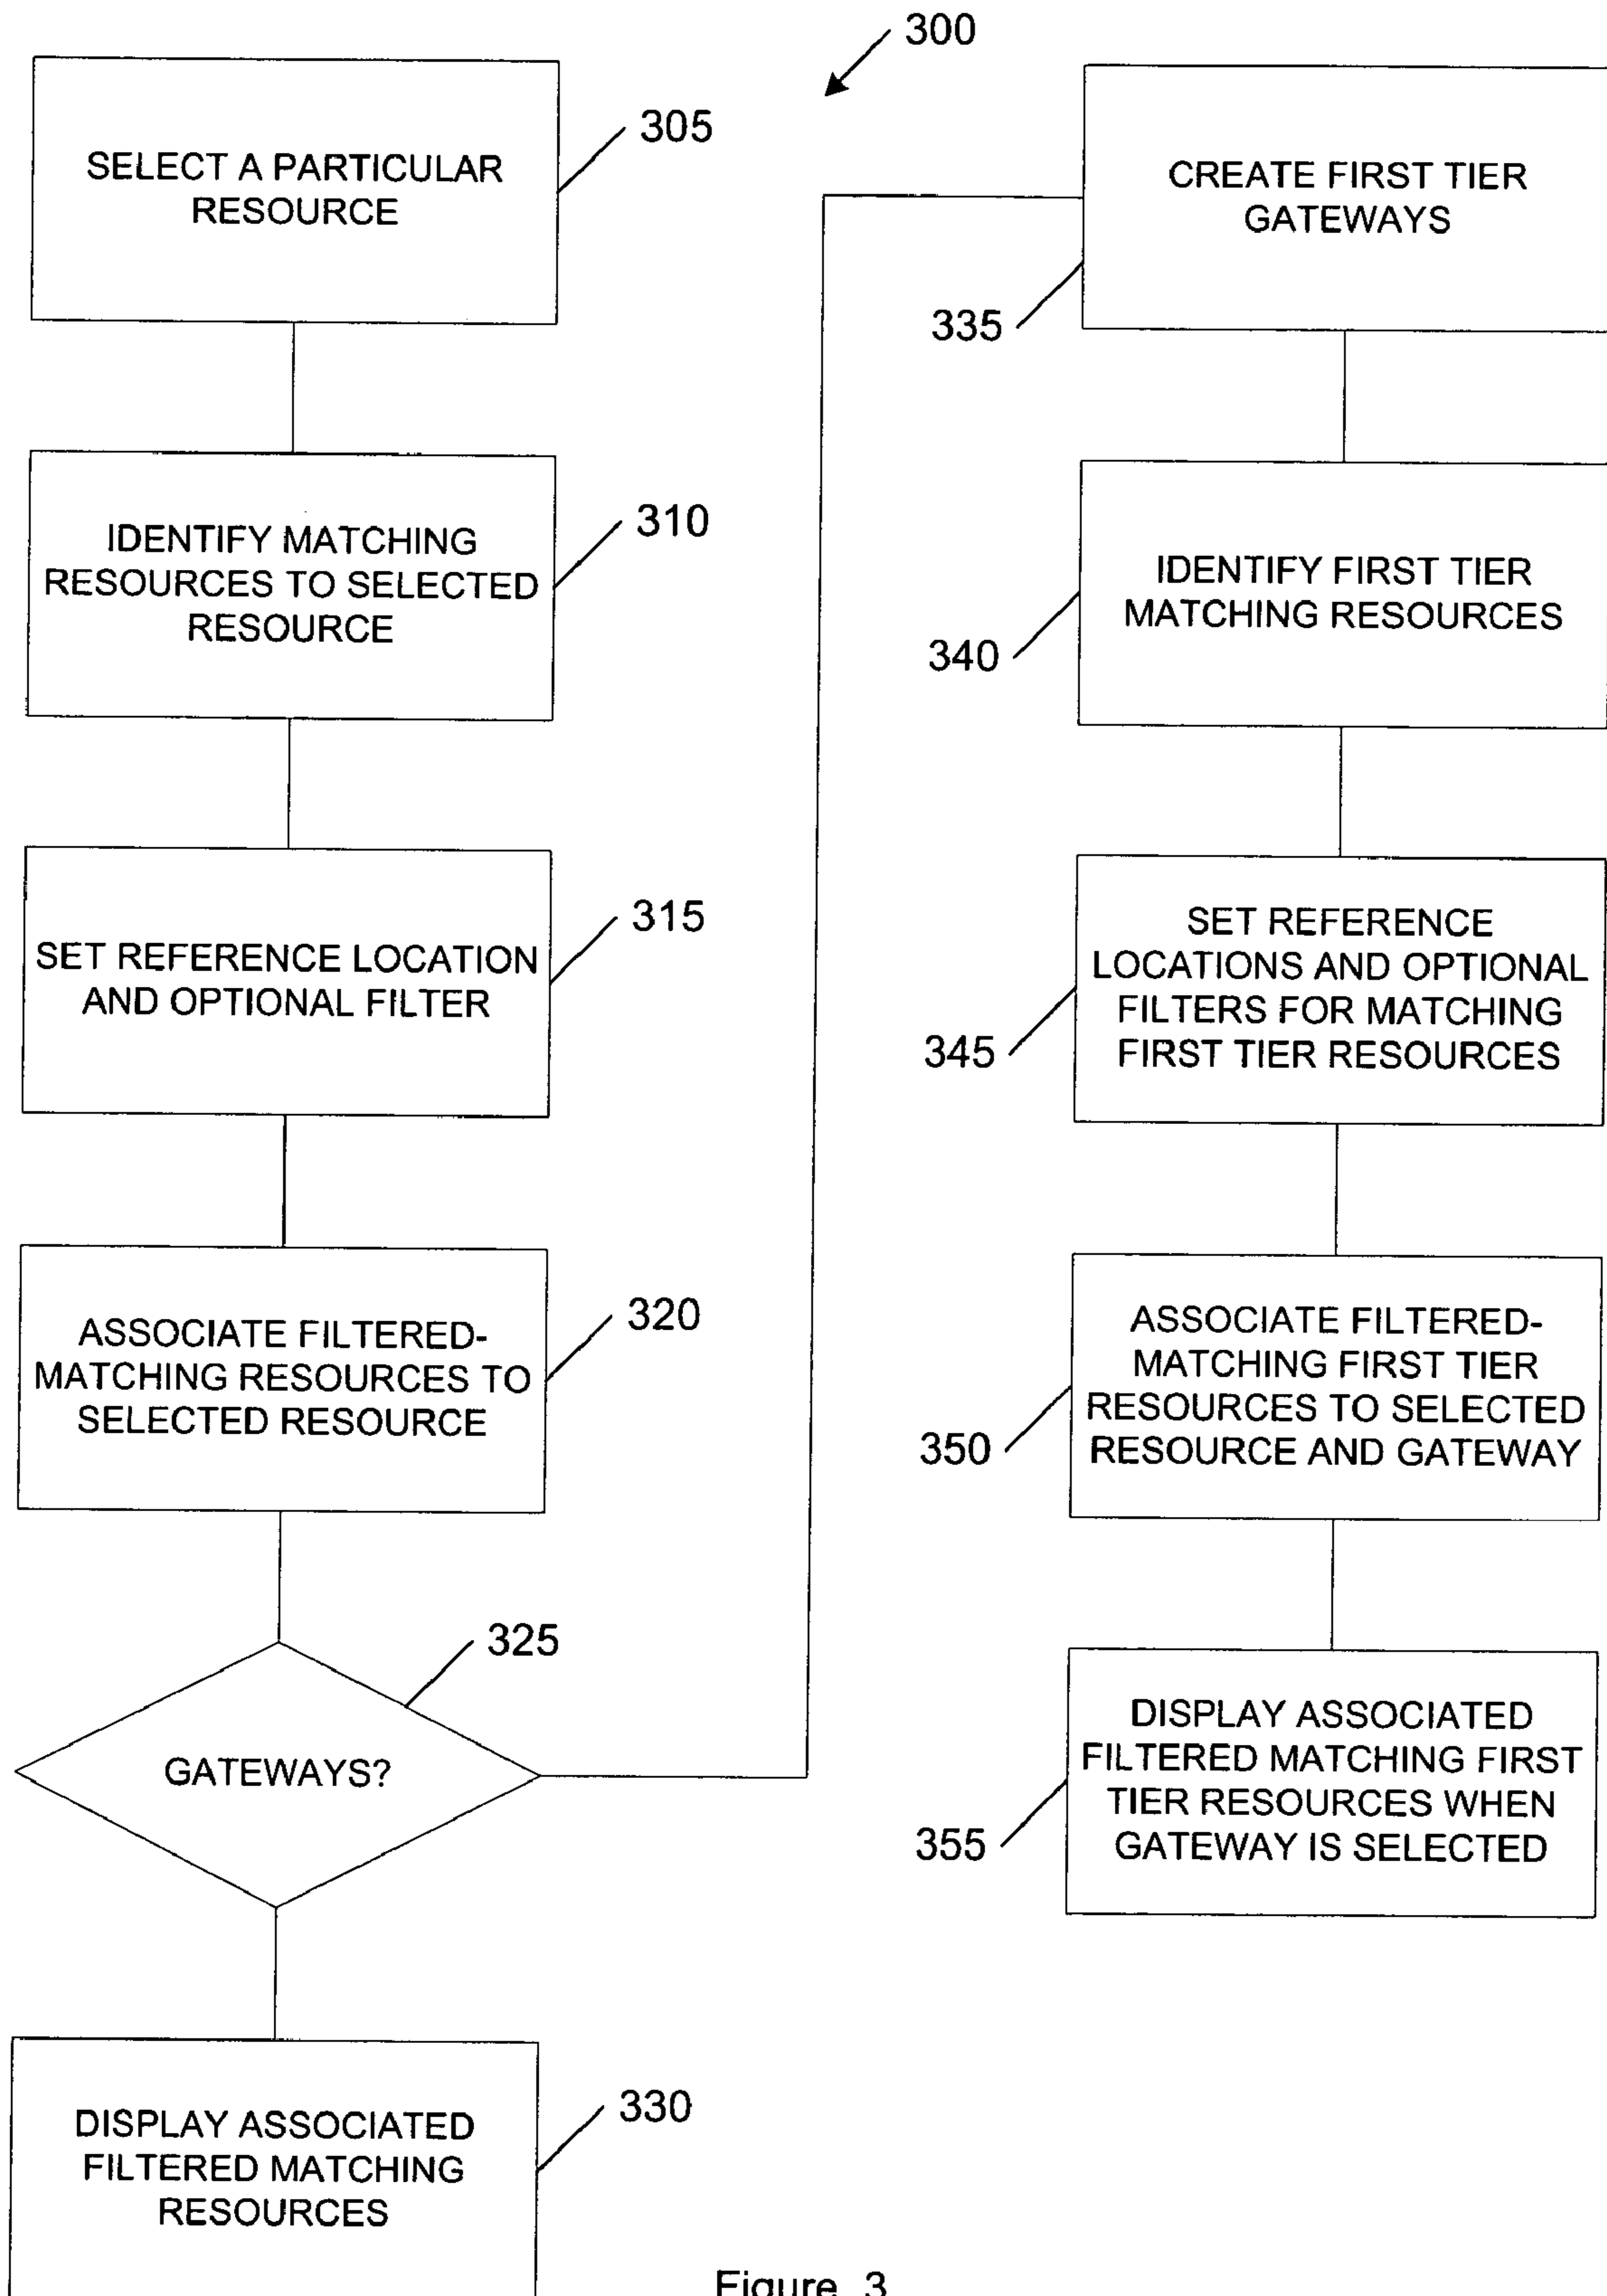 300
SELECT A PARTICULAR
RESOURCE
305
IDENTIFY MATCHING
RESOURCES TO SELECTED
RESOURCE
310
SET REFERENCE LOCATION
AND OPTIONAL FILTER
315
ASSOCIATE FILTERED-
MATCHING RESOURCES TO
SELECTED RESOURCE
320
GATEWAYS?
325
DISPLAY ASSOCIATED
FILTERED MATCHING
RESOURCES
330
CREATE FIRST TIER
GATEWAYS
335
IDENTIFY FIRST TIER
MATCHING RESOURCES
340
SET REFERENCE
LOCATIONS AND OPTIONAL
FILTERS FOR MATCHING
FIRST TIER RESOURCES
345
ASSOCIATE FILTERED-
MATCHING FIRST TIER
RESOURCES TO SELECTED
RESOURCE AND GATEWAY
350
DISPLAY ASSOCIATED
FILTERED MATCHING FIRST
TIER RESOURCES WHEN
GATEWAY IS SELECTED
355
Figure 3